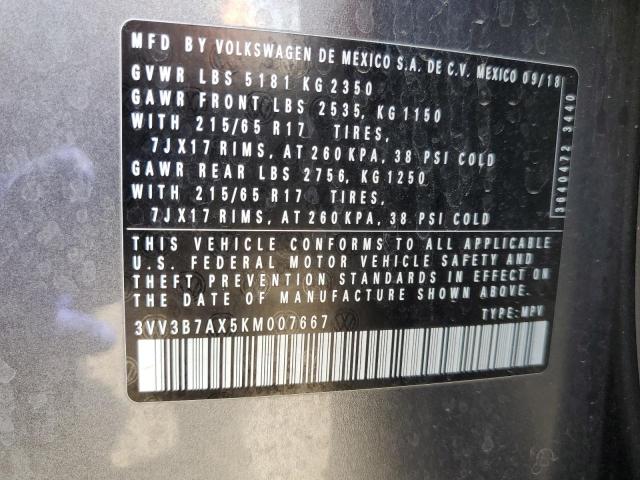 MFD BY VOLKSWAGEN DE MEXICO S.A. DE C.V. MEXICO 09/18
GVWR LBS 5181 KG 2350
GAWR FRONT LBS 2535, KG 1150
WITH 215/65 R17 TIRES,
7JX17 RIMS, AT 260 KPA, 38 PSI COLD
GAWR REAR LBS 2756, KG 1250
WITH 215/65 R17 TIRES,
7JX17 RIMS, AT 260 KPA, 38 PSI COLD
3040472 3440
THIS VEHICLE CONFORMS TO ALL APPLICABLE
U.S. FEDERAL MOTOR VEHICLE SAFETY AND
THEFT PREVENTION STANDARDS IN EFFECT ON
THE DATE OF MANUFACTURE SHOWN ABOVE.
3VV3B7AX5KM007667 TYPE: MPV